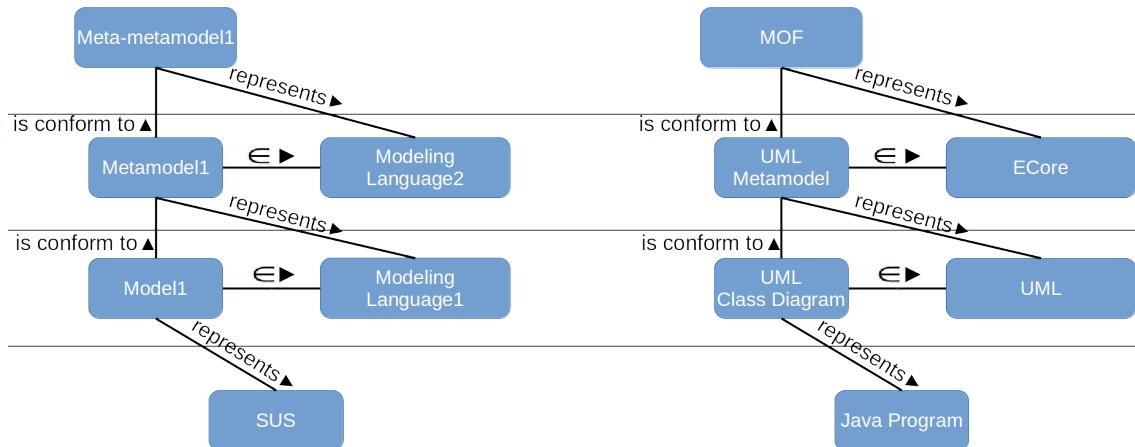 Meta-metamodel1
MOF
represents ►
represents ►
is conform to ▲
is conform to ▲
Metamodel1
∈ ►
Modeling
Language2
UML
Metamodel
∈ ►
ECore
represents ►
represents ►
is conform to ▲
is conform to ▲
Model1
∈ ►
Modeling
Language1
UML
Class Diagram
∈ ►
UML
represents ▲
represents ▲
SUS
Java Program